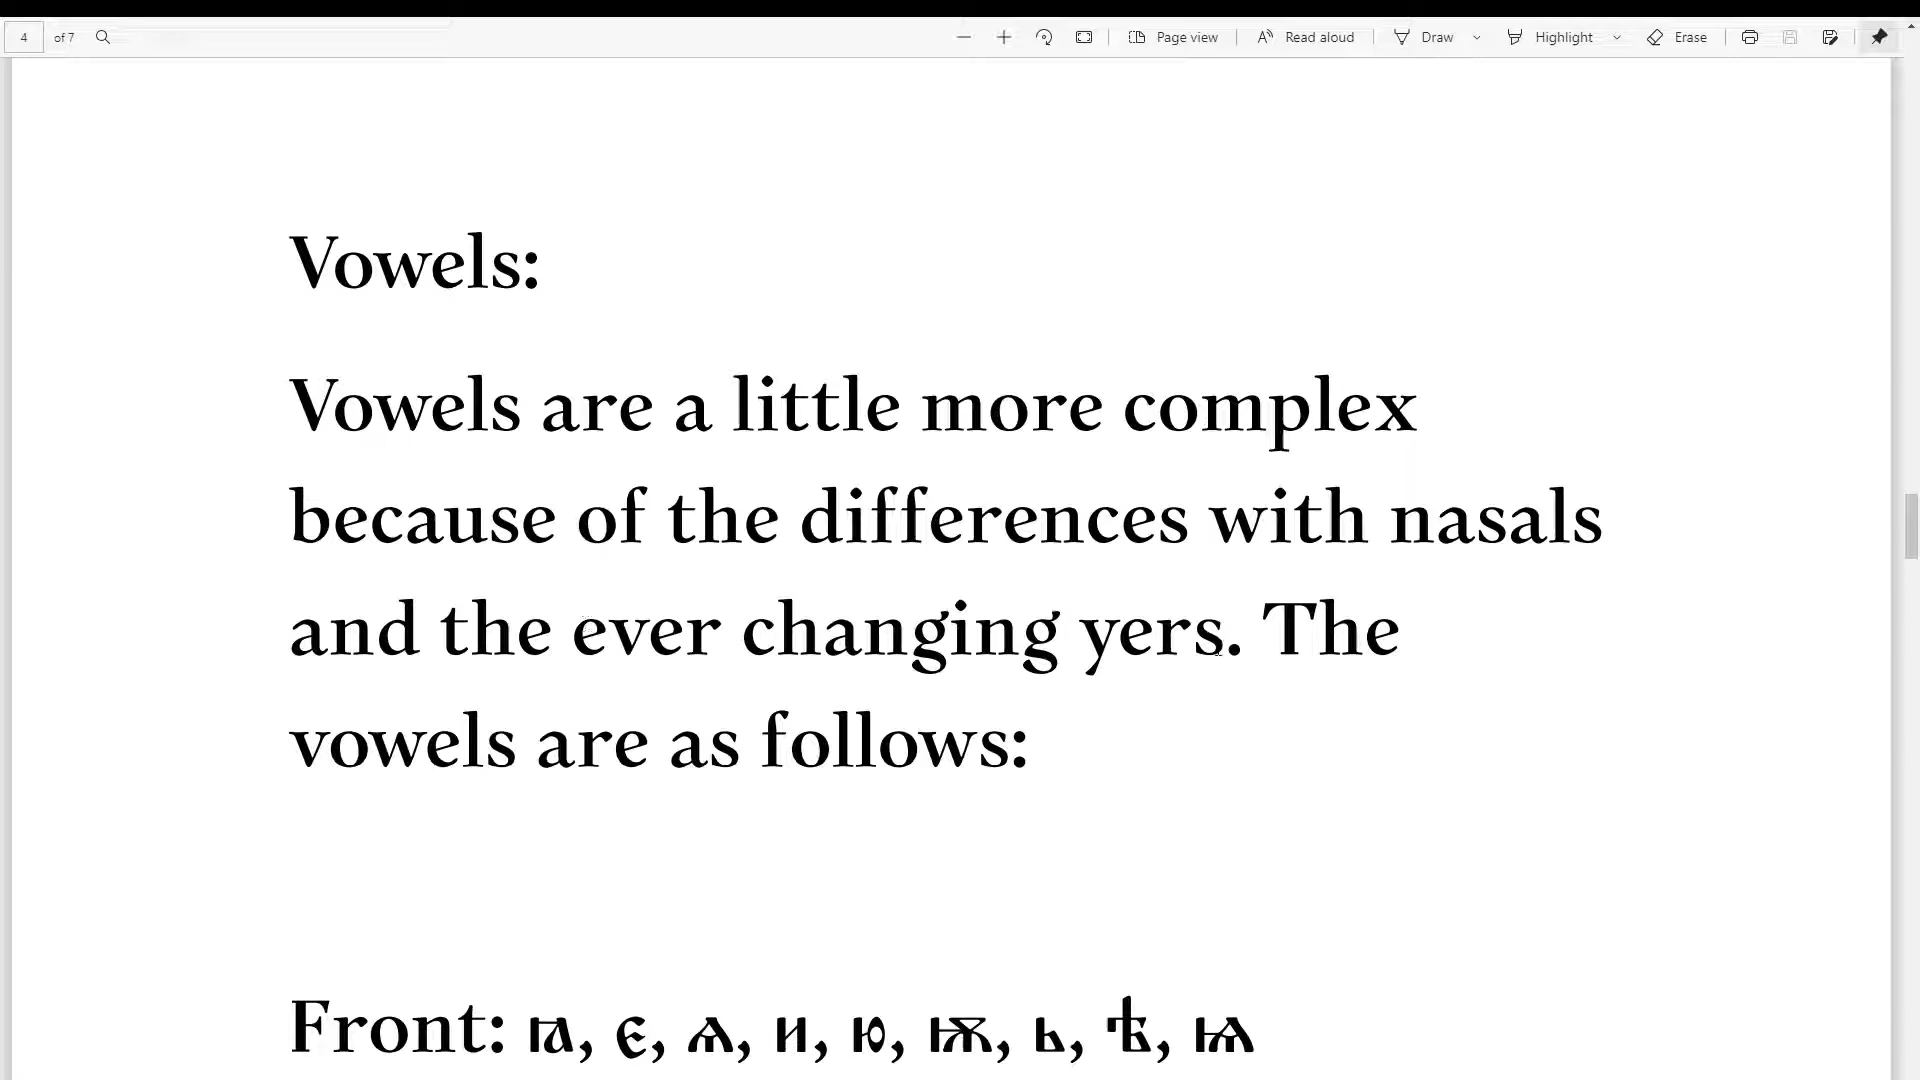 4 of 7 Page view Read aloud Draw Highlight Erase
Vowels:
Vowels are a little more complex
because of the differences with nasals
and the ever changing yers. The
vowels are as follows:
Front: ꙗ, є, ѧ, и, ю, ѭ, ь, ѣ, ѩ